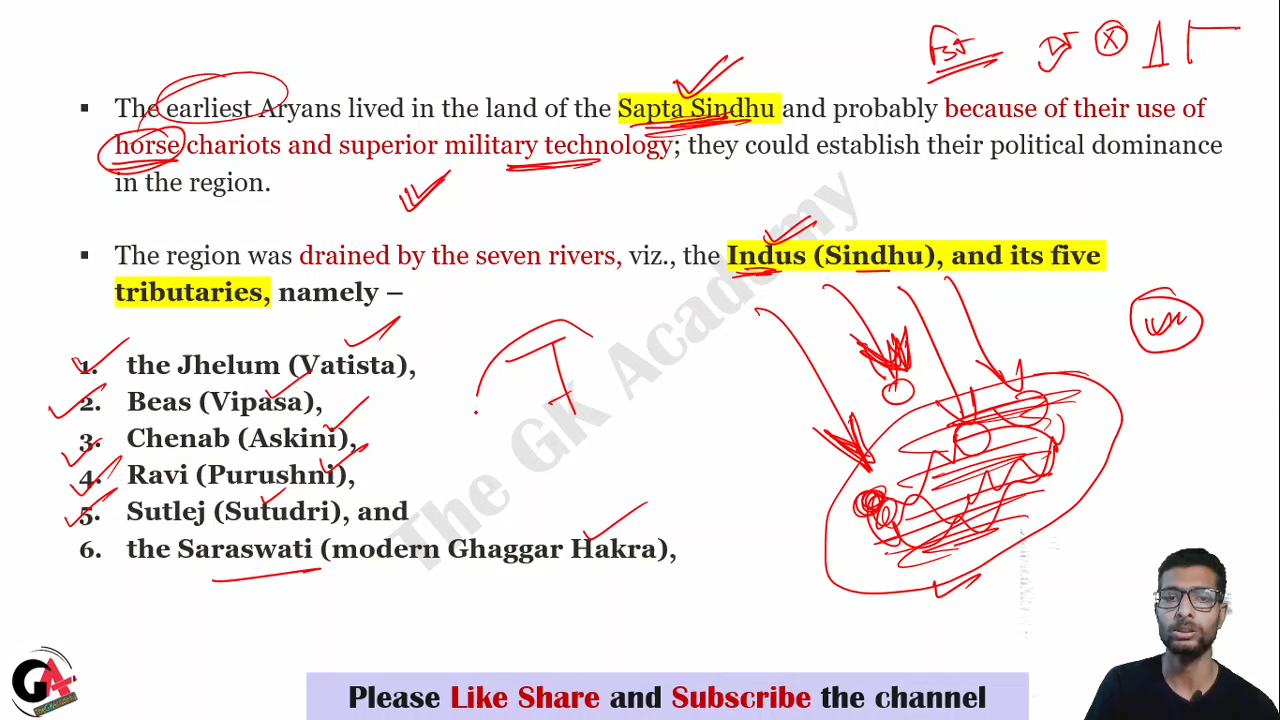 The earliest Aryans lived in the land of the Sapta Sindhu and probably because of their use of
horse chariots and superior military technology; they could establish their political dominance
in the region.
The region was drained by the seven rivers, viz., the Indus (Sindhu), and its five
tributaries, namely –
1. the Jhelum (Vatista),
2. Beas (Vipasa),
3. Chenab (Askini),
4. Ravi (Purushni),
5. Sutlej (Sutudri), and
6. the Saraswati (modern Ghaggar Hakra),
The GK Academy
GA
Please Like Share and Subscribe the channel